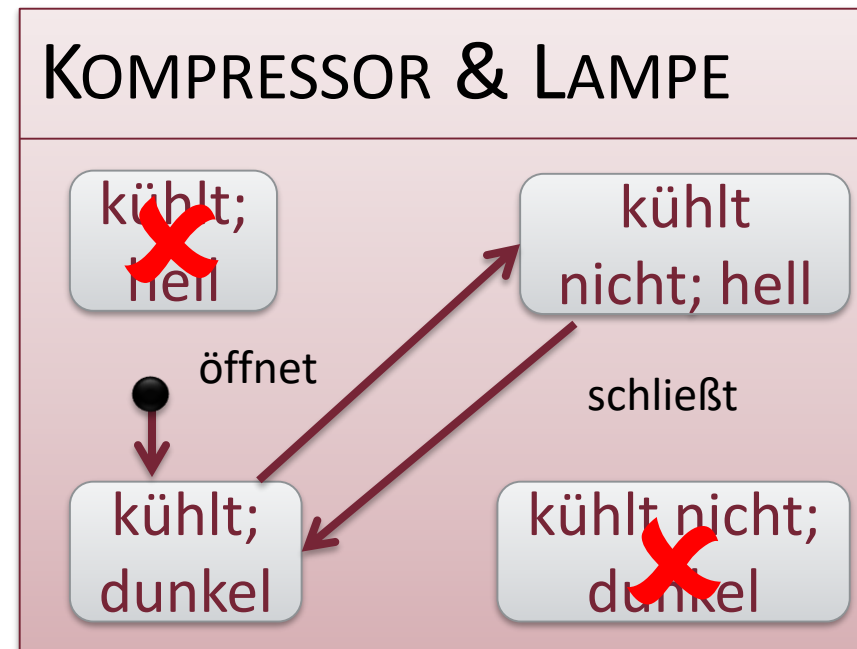 KOMPRESSOR & LAMPE
kühlt;
hell
kühlt
nicht; hell
öffnet
schließt
kühlt;
dunkel
kühlt nicht;
dunkel